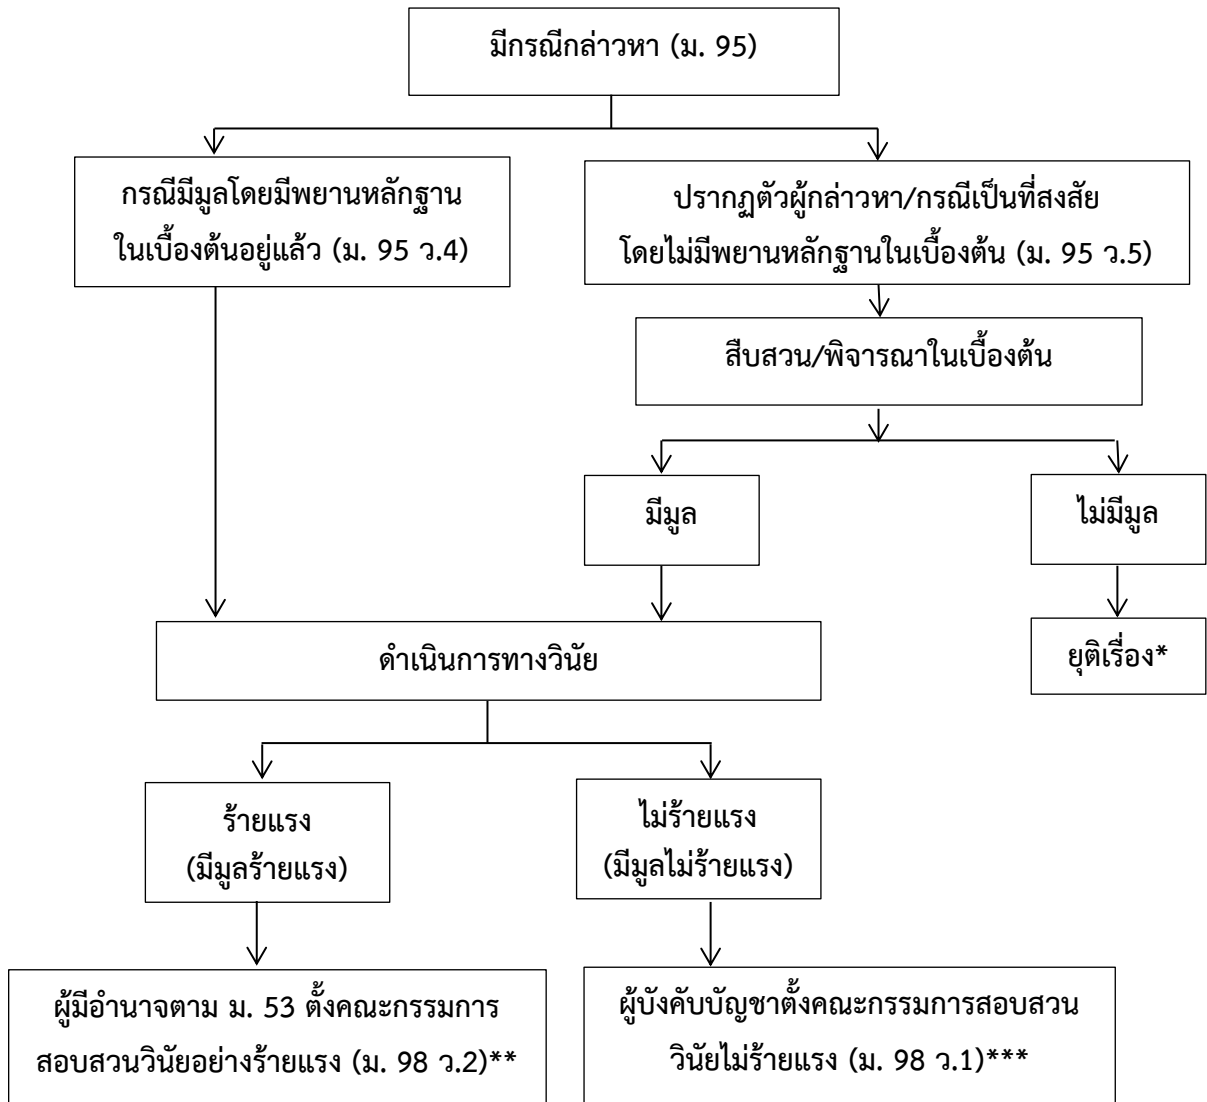 มีกรณีกล่าวหา (ม. 95)
กรณีมีมูลโดยมีพยานหลักฐาน
ในเบื้องต้นอยู่แล้ว (ม. 95 ว.4)
ปรากฏตัวผู้กล่าวหา/กรณีเป็นที่สงสัย
โดยไม่มีพยานหลักฐานในเบื้องต้น (ม. 95 ว.5)
สืบสวน/พิจารณาในเบื้องต้น
มีมูล
ไม่มีมูล
ดำเนินการทางวินัย
ยุติเรื่อง*
ร้ายแรง
(มีมูลร้ายแรง)
ไม่ร้ายแรง
(มีมูลไม่ร้ายแรง)
ผู้มีอำนาจตาม ม. 53 ตั้งคณะกรรมการ
สอบสวนวินัยอย่างร้ายแรง (ม. 98 ว.2)**
ผู้บังคับบัญชาตั้งคณะกรรมการสอบสวน
วินัยไม่ร้ายแรง (ม. 98 ว.1)***